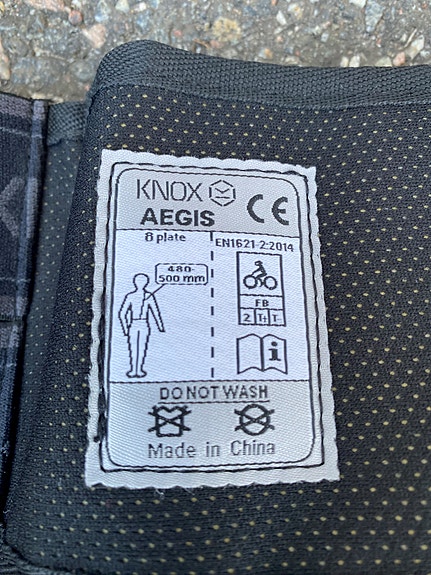 KNOX
CE
AEGIS
8 plate
EN1621-2:2014
480-
500 mm
FB
2 T+ T-
i
DO NOT WASH
Made in China